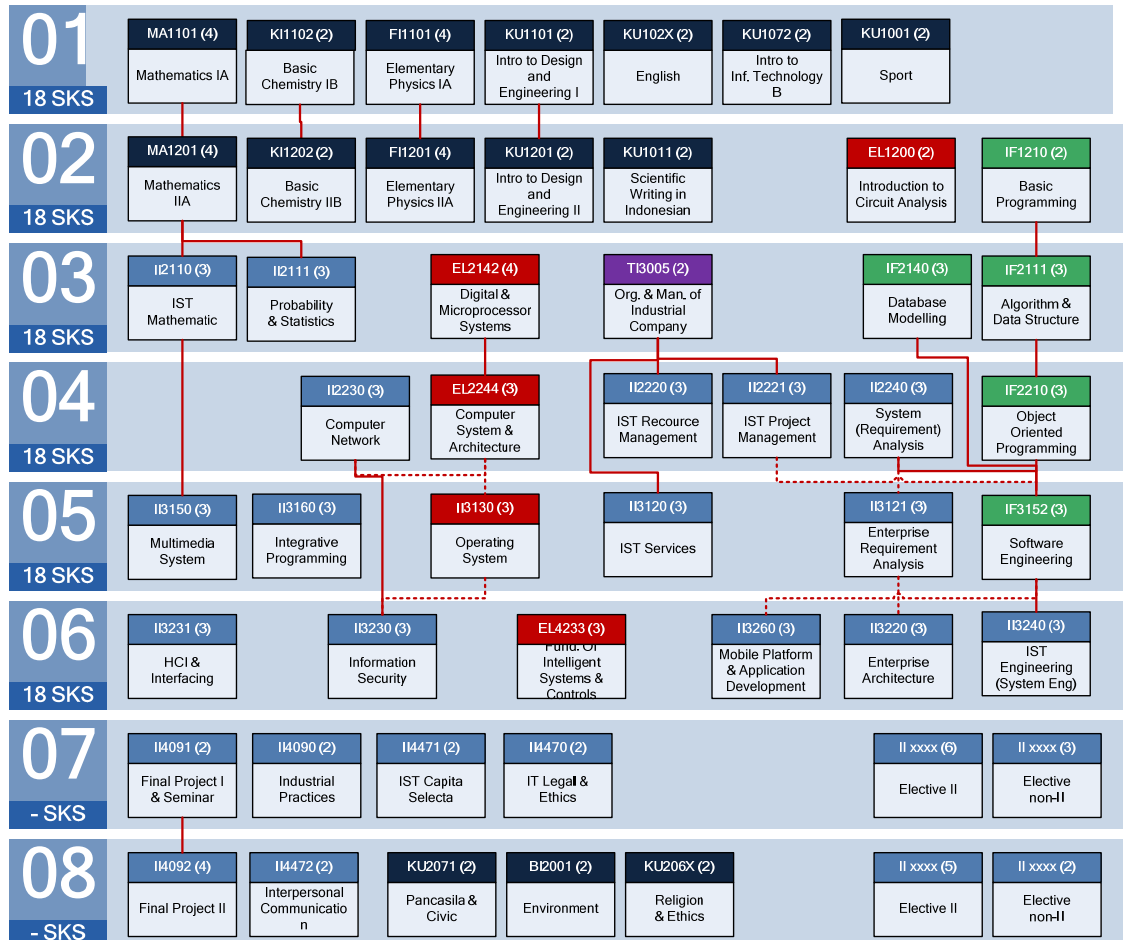 01
18 SKS
MA1101 (4)
Mathematics IA
KI1102 (2)
Basic
Chemistry IB
FI1101 (4)
Elementary
Physics IA
KU1101 (2)
Intro to Design
and
Engineering I
KU102X (2)
English
KU1072 (2)
Intro to
Inf. Technology
B
KU1001 (2)
Sport
02
18 SKS
MA1201 (4)
Mathematics
IIA
KI1202 (2)
Basic
Chemistry IIB
FI1201 (4)
Elementary
Physics IIA
KU1201 (2)
Intro to Design
and
Engineering II
KU1011 (2)
Scientific
Writing in
Indonesian
EL1200 (2)
Introduction to
Circuit Analysis
IF1210 (2)
Basic
Programming
03
18 SKS
II2110 (3)
IST
Mathematic
II2111 (3)
Probability
& Statistics
EL2142 (4)
Digital &
Microprocessor
Systems
TI3005 (2)
Org. & Man. of
Industrial
Company
IF2140 (3)
Database
Modelling
IF2111 (3)
Algorithm &
Data Structure
04
18 SKS
II2230 (3)
Computer
Network
EL2244 (3)
Computer
System &
Architecture
II2220 (3)
IST Recource
Management
II2221 (3)
IST Project
Management
II2240 (3)
System
(Requirement)
Analysis
IF2210 (3)
Object
Oriented
Programming
05
18 SKS
II3150 (3)
Multimedia
System
II3160 (3)
Integrative
Programming
II3130 (3)
Operating
System
II3120 (3)
IST Services
II3121 (3)
Enterprise
Requirement
Analysis
IF3152 (3)
Software
Engineering
06
18 SKS
II3231 (3)
HCI &
Interfacing
II3230 (3)
Information
Security
EL4233 (3)
Fund. Of
Intelligent
Systems &
Controls
II3260 (3)
Mobile Platform
& Application
Development
II3220 (3)
Enterprise
Architecture
II3240 (3)
IST
Engineering
(System Eng)
07
- SKS
II4091 (2)
Final Project I
& Seminar
II4090 (2)
Industrial
Practices
II4471 (2)
IST Capita
Selecta
II4470 (2)
IT Legal &
Ethics
II xxxx (6)
Elective II
II xxxx (3)
Elective
non-II
08
- SKS
II4092 (4)
Final Project II
II4472 (2)
Interpersonal
Communicatio
n
KU2071 (2)
Pancasila &
Civic
BI2001 (2)
Environment
KU206X (2)
Religion
& Ethics
II xxxx (5)
Elective II
II xxxx (2)
Elective
non-II